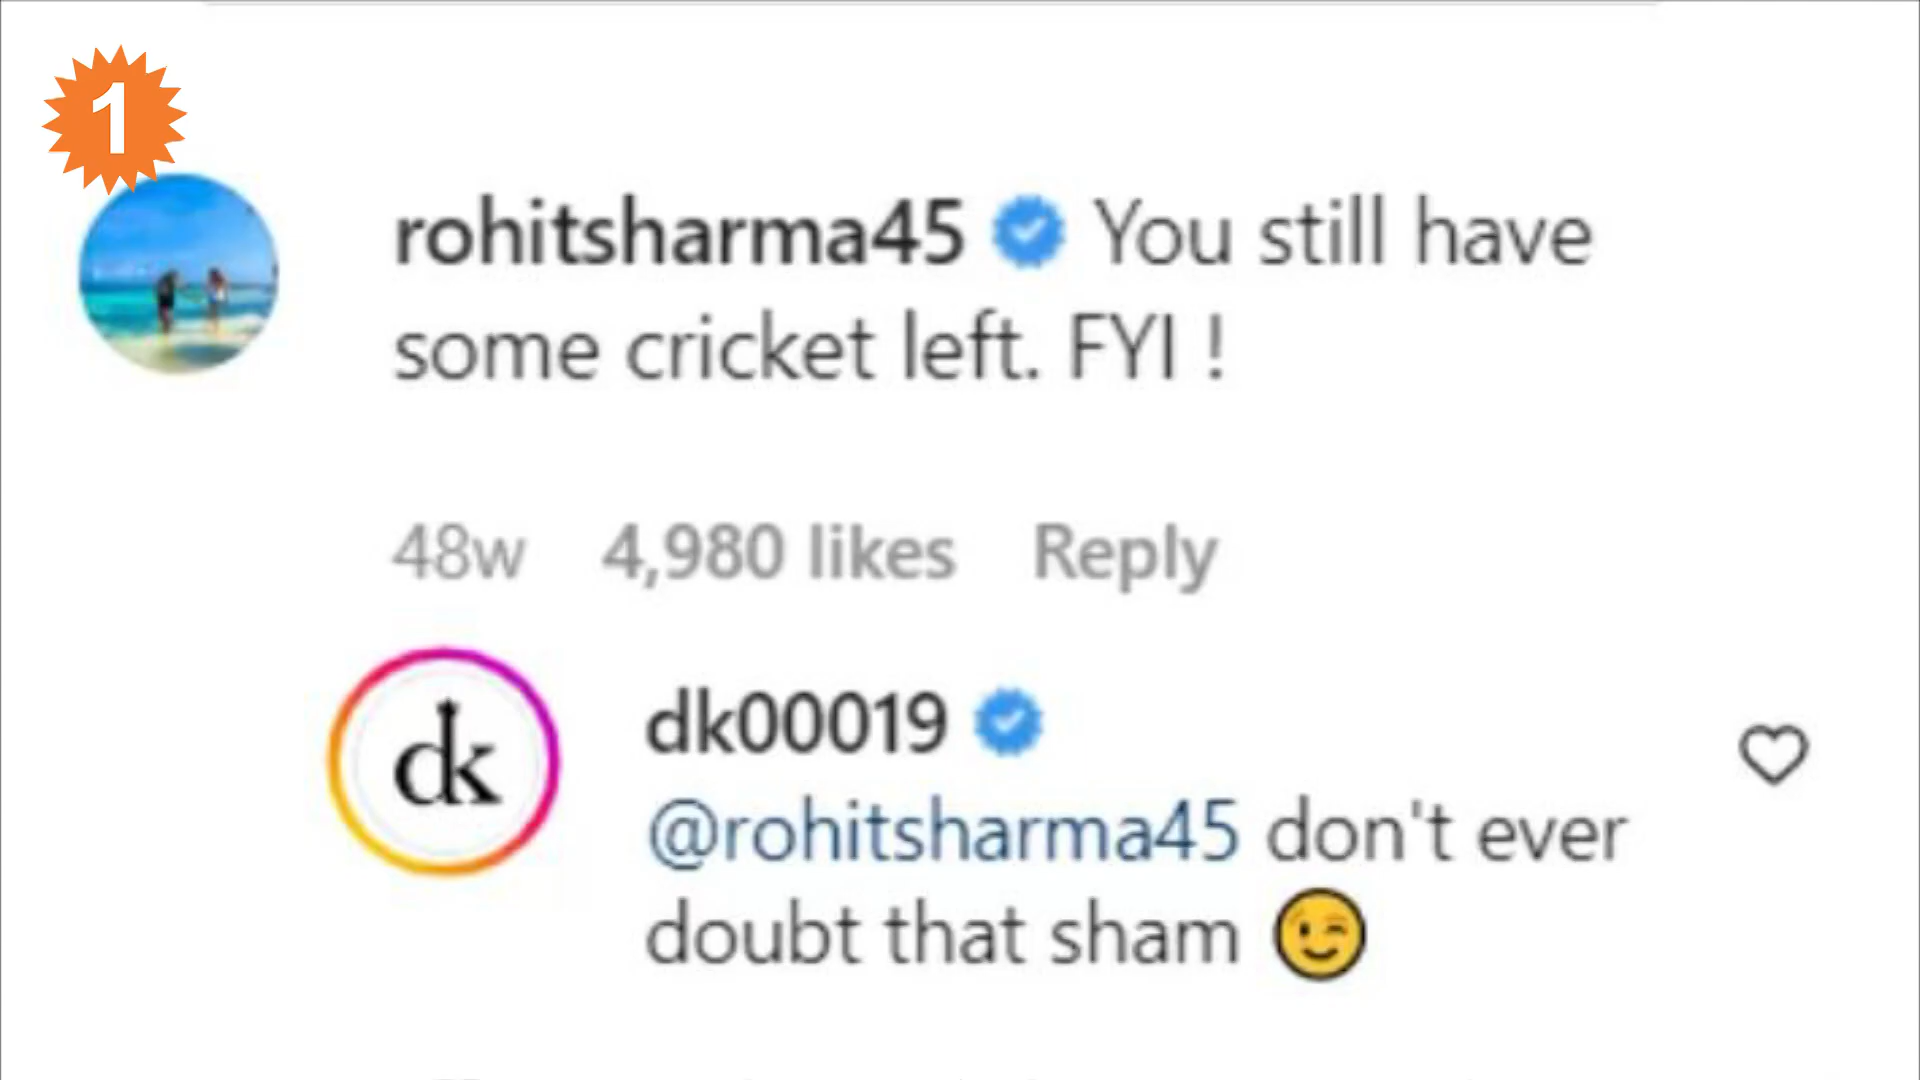 1
rohitsharma45 You still have
some cricket left. FYI !
48w 4,980 likes Reply
dk
dk00019
@rohitsharma45 don't ever
doubt that sham 😉